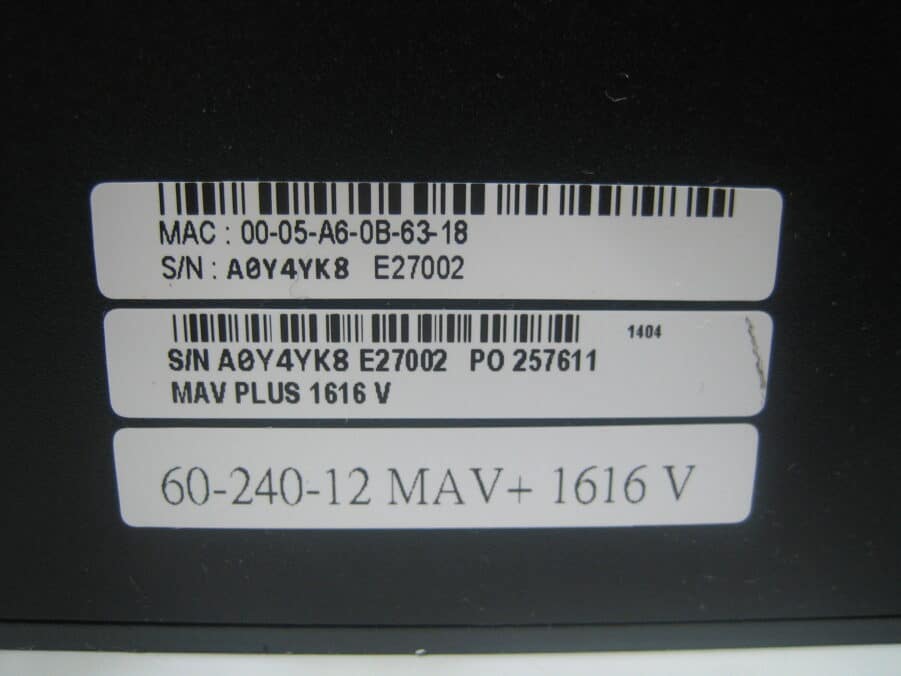 MAC : 00-05-A6-0B-63-18
S/N : A0Y4YK8 E27002
1404
S/N A0Y4YK8 E27002 PO 257611
MAV PLUS 1616 V
60-240-12 MAV+ 1616 V